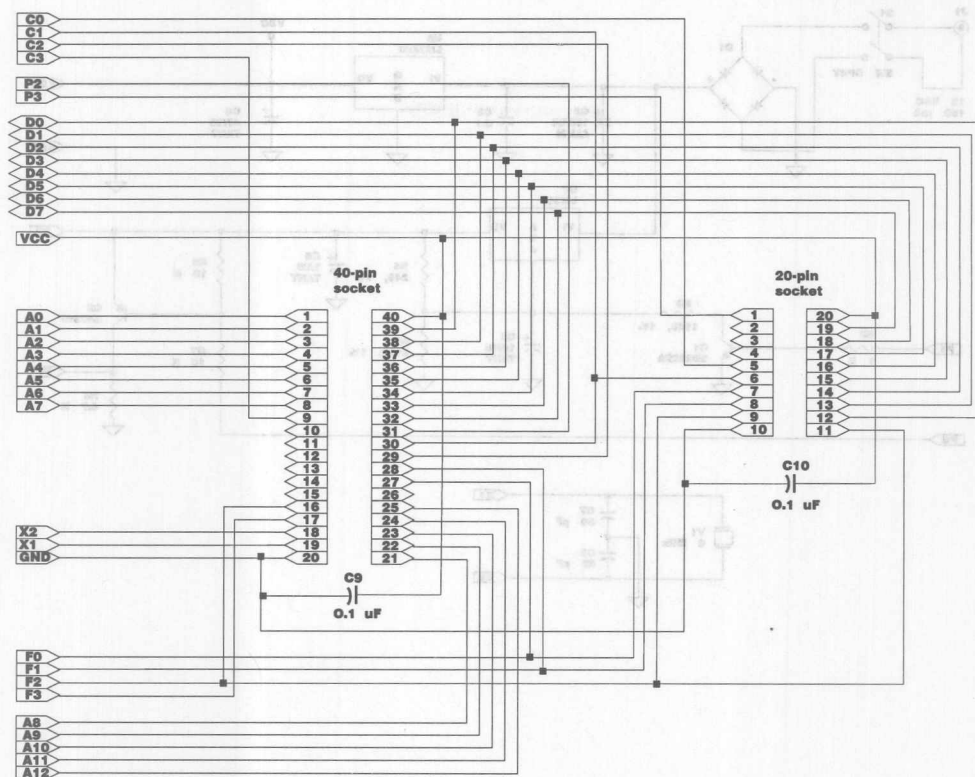 C0
C1
C2
C3
P2
P3
D0
D1
D2
D3
D4
D5
D6
D7
VCC
40-pin
socket
20-pin
socket
A0
A1
A2
A3
A4
A5
A6
A7
1
2
3
4
5
6
7
8
9
10
11
12
13
14
15
16
17
18
19
20
40
39
38
37
36
35
34
33
32
31
30
29
28
27
26
25
24
23
22
21
1
2
3
4
5
6
7
8
9
10
20
19
18
17
16
15
14
13
12
11
C10
0.1 uF
X2
X1
GND
C9
0.1 uF
F0
F1
F2
F3
A8
A9
A10
A11
A12